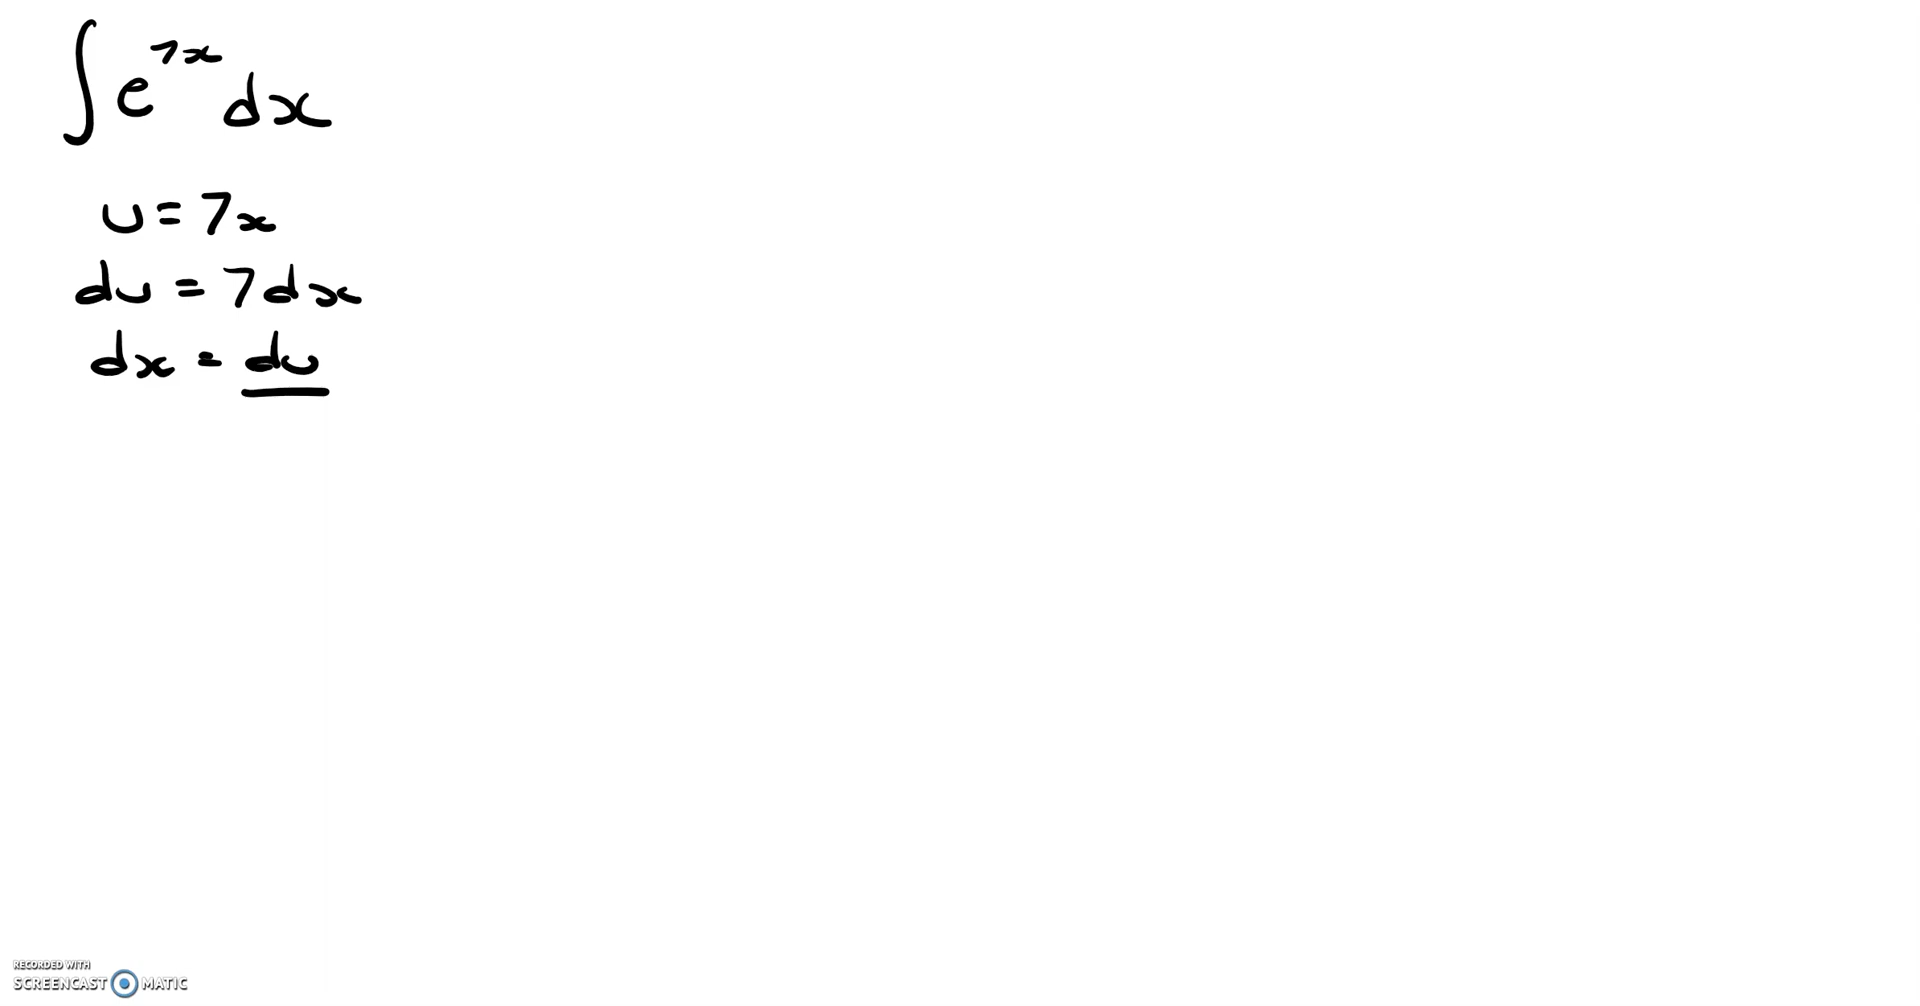 ∫e^{7x} dx
u = 7x
du = 7dx
dx = du
RECORDED WITH
SCREENCAST MATIC